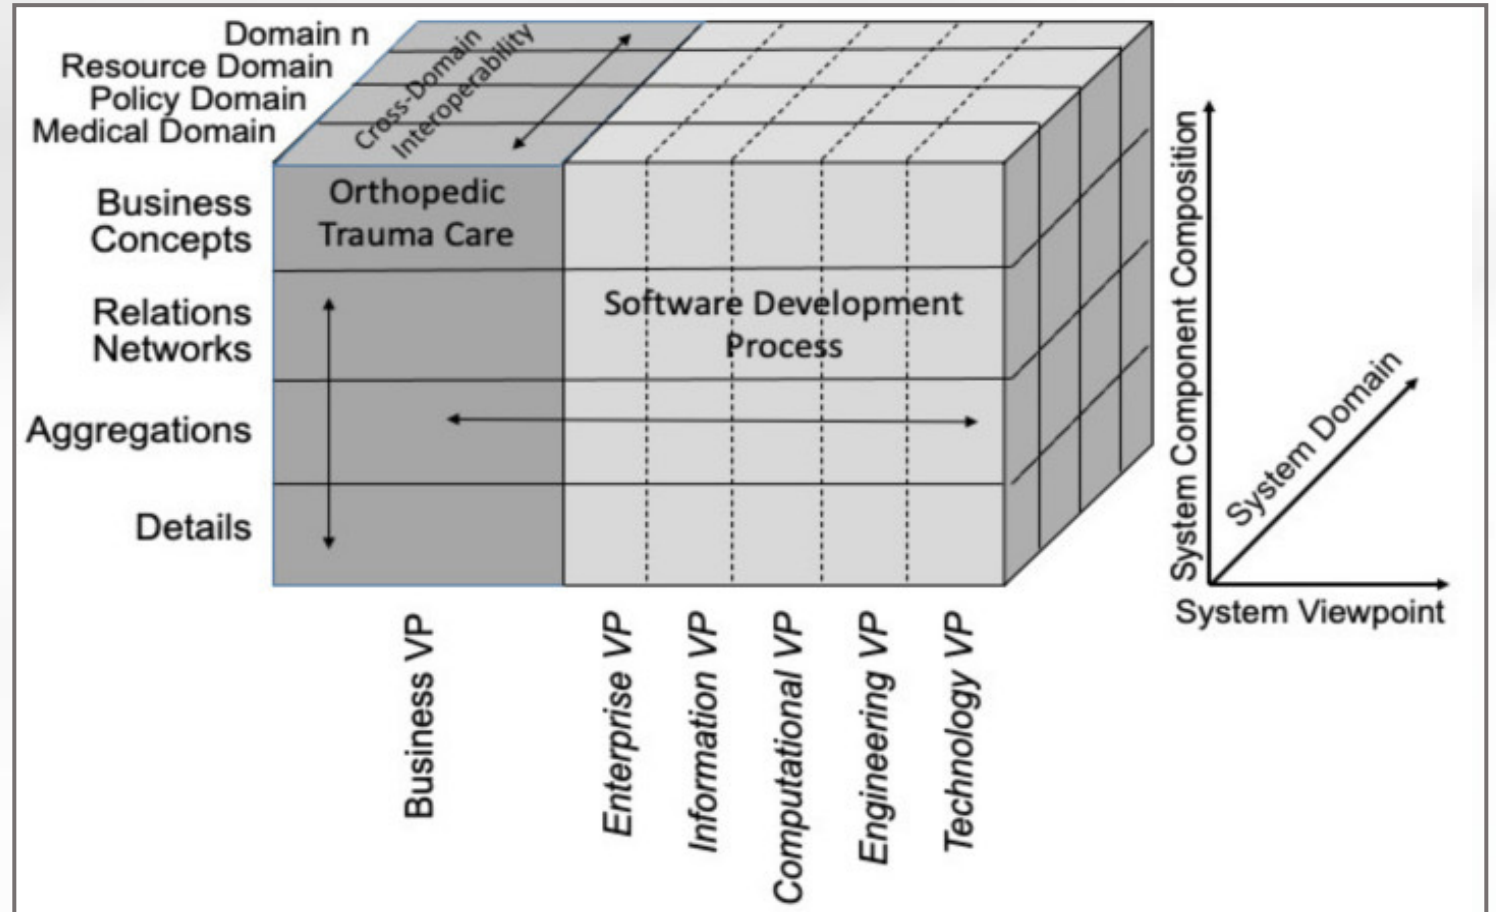 Domain n
Resource Domain
Policy Domain
Medical Domain
Cross-Domain
Interoperability
Business
Concepts
Relations
Networks
Aggregations
Details
Orthopedic
Trauma Care
Software Development
Process
Business VP
Enterprise VP
Information VP
Computational VP
Engineering VP
Technology VP
System Component Composition
System Domain
System Viewpoint